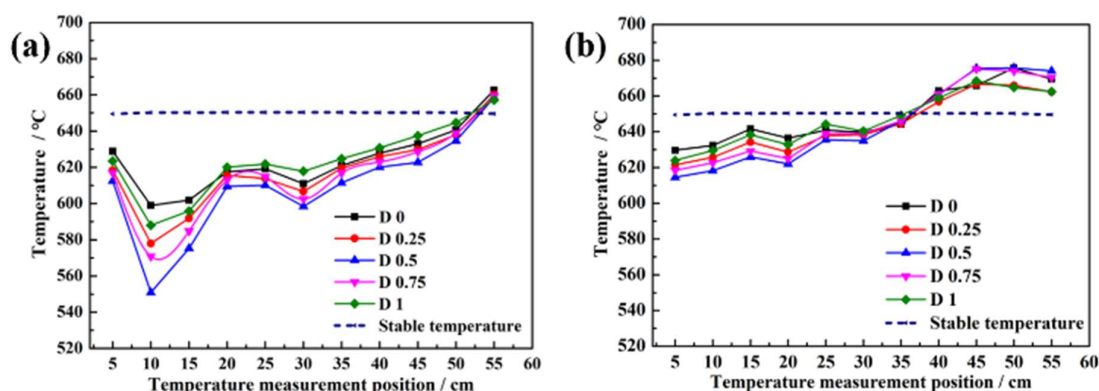 (a)
Temperature / °C
700
680
660
640
620
600
580
560
540
520
D 0
D 0.25
D 0.5
D 0.75
D 1
Stable temperature
5 10 15 20 25 30 35 40 45 50 55 60
Temperature measurement position / cm
(b)
Temperature / °C
700
680
660
640
620
600
580
560
540
520
D 0
D 0.25
D 0.5
D 0.75
D 1
Stable temperature
5 10 15 20 25 30 35 40 45 50 55 60
Temperature measurement position / cm